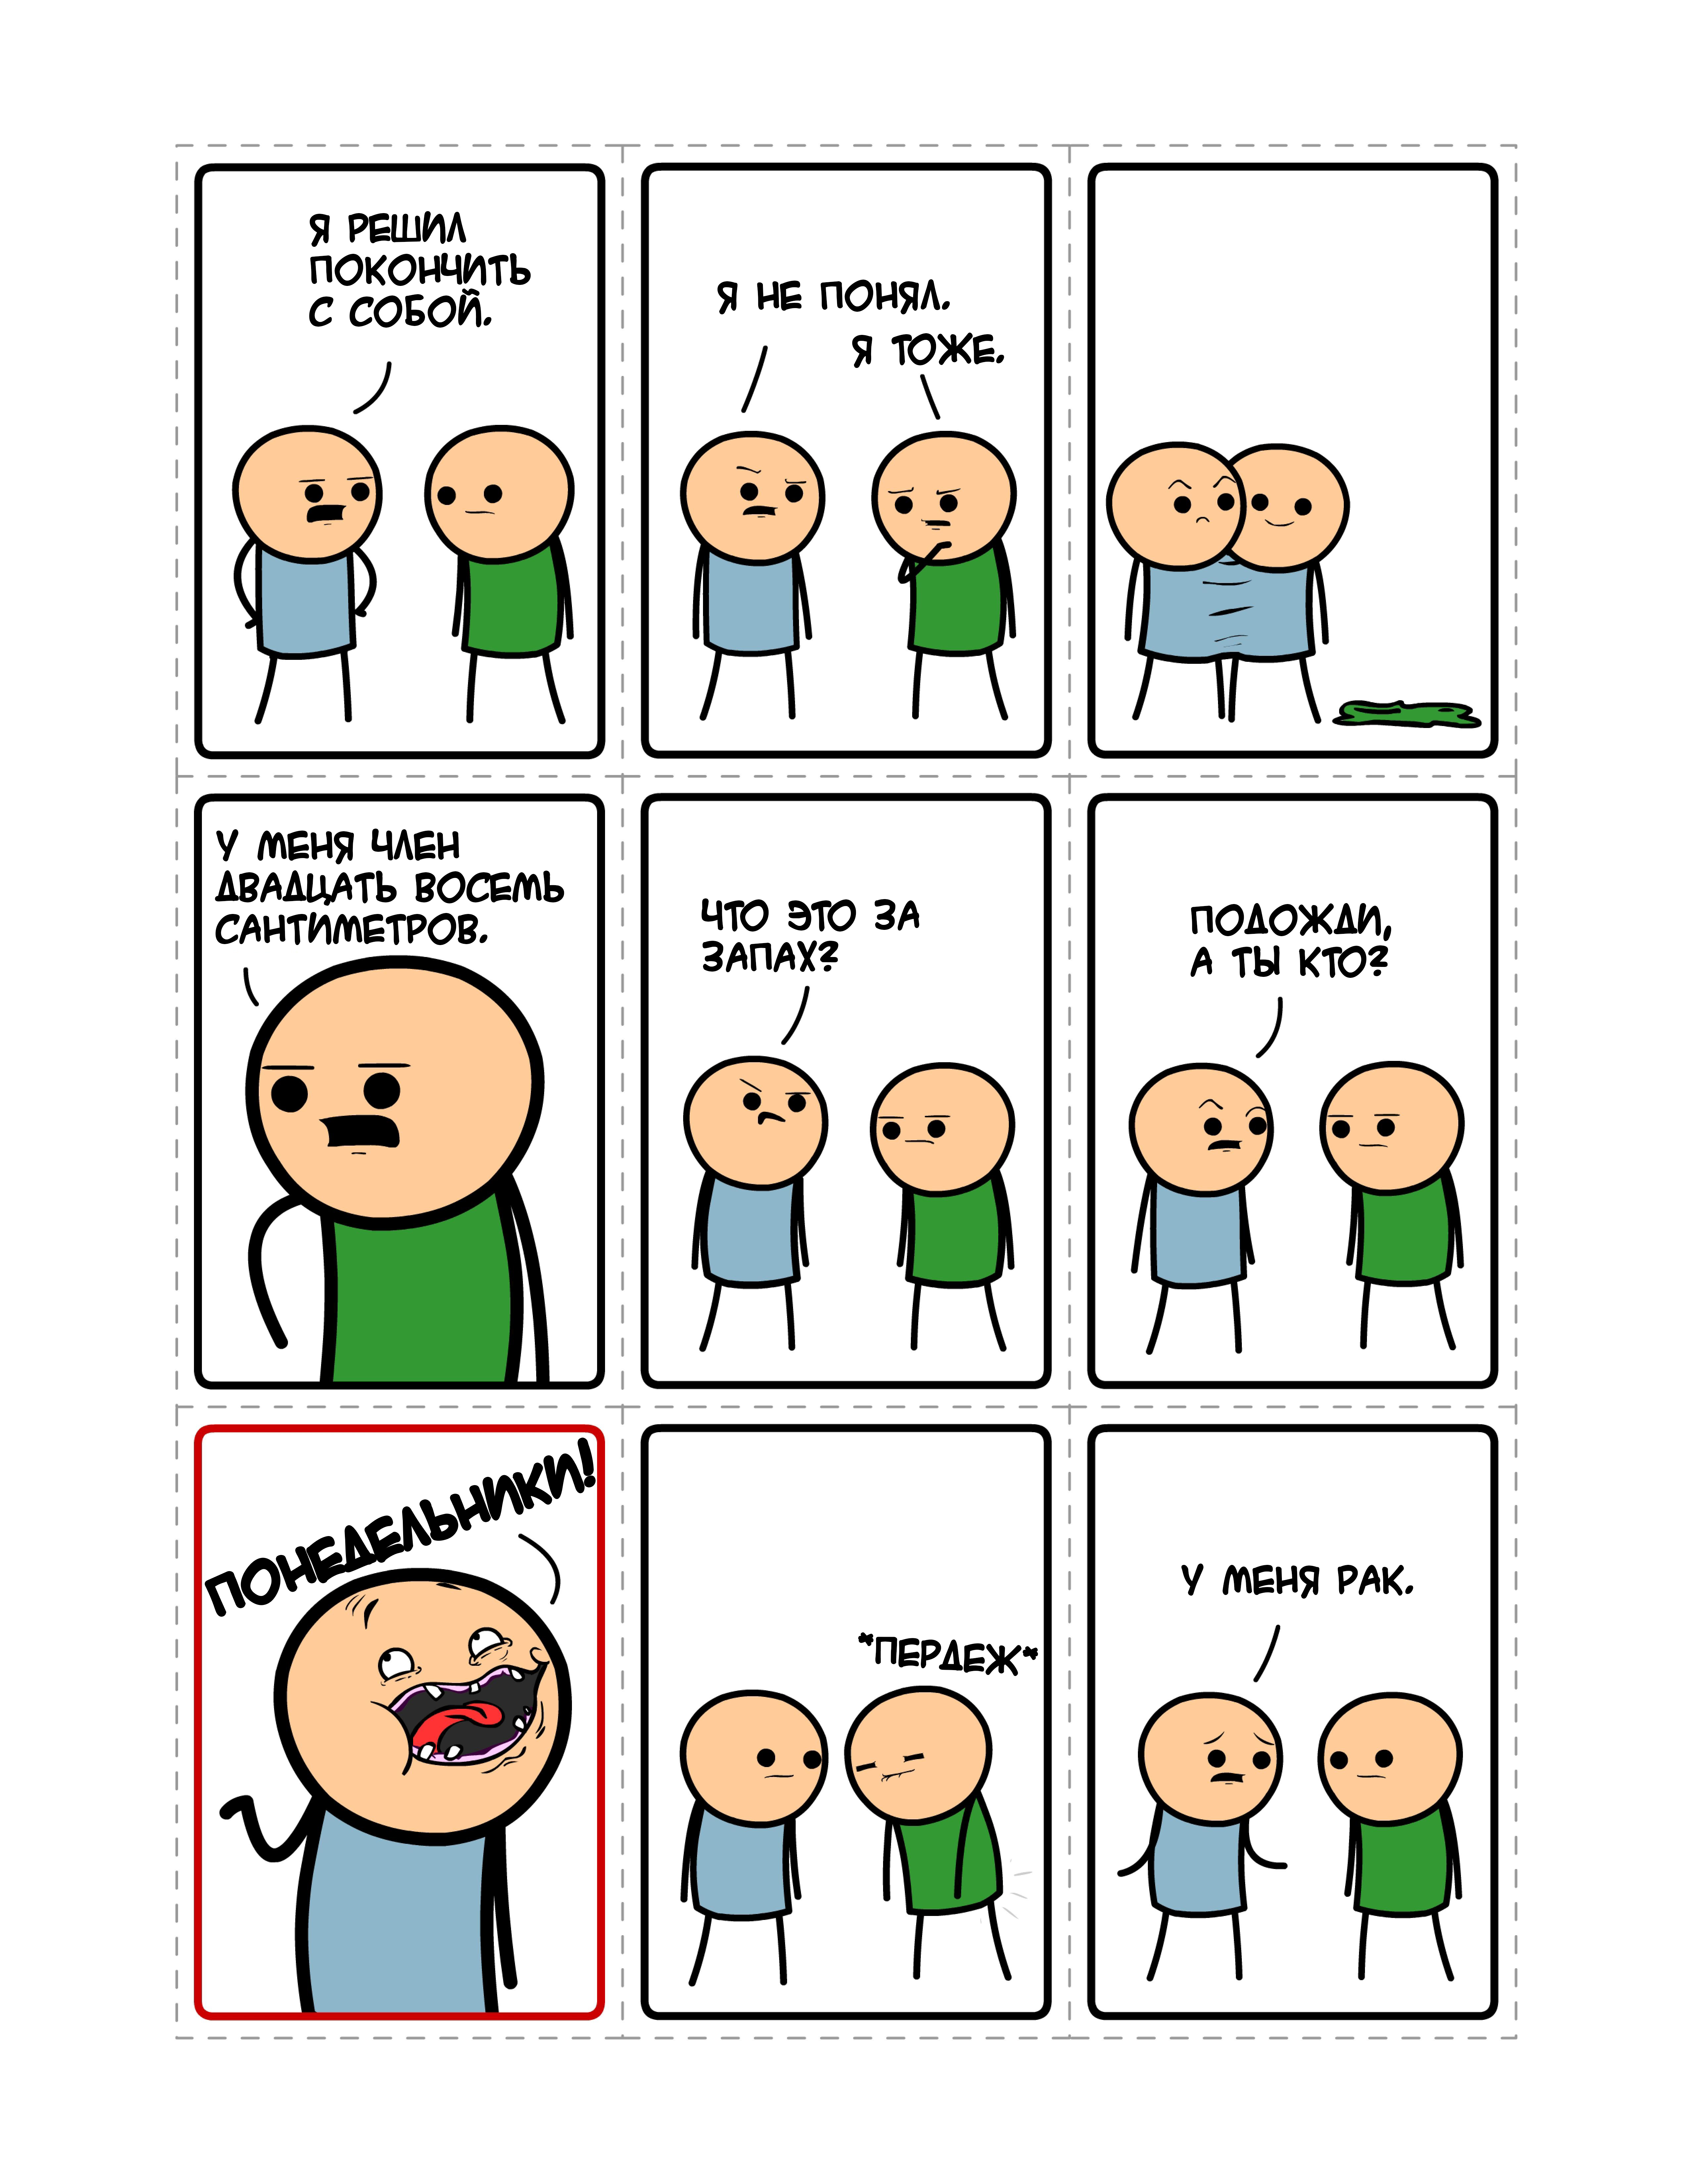 Я РЕШИЛ
ПОКОНЧИТЬ
С СОБОЙ.
Я НЕ ПОНЯЛ.
Я ТОЖЕ.
У МЕНЯ ЧЛЕН
ДВАДЦАТЬ ВОСЕМЬ
САНТИМЕТРОВ.
ЧТО ЭТО ЗА
ЗАПАХ?
ПОДОЖДИ,
А ТЫ КТО?
ПОНЕДЕЛЬНИКИ!
*ПЕРДЕЖ*
У МЕНЯ РАК.